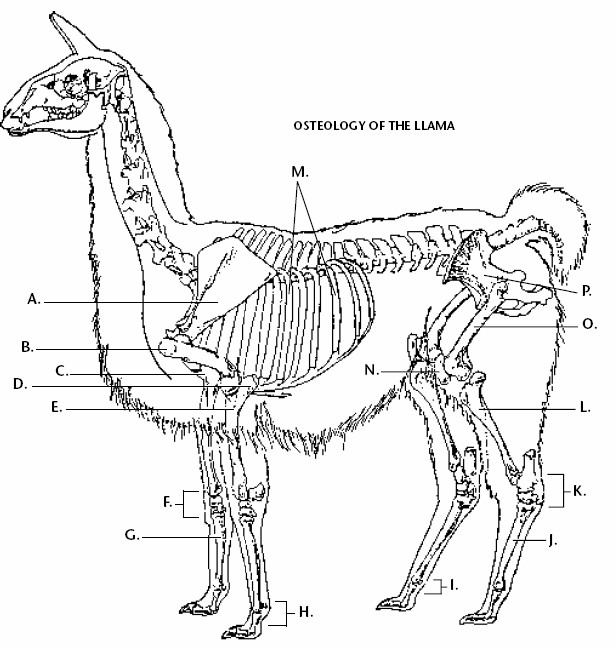 OSTEOLOGY OF THE LLAMA
M.
A.
P.
B.
O.
C.
N.
D.
E.
L.
F.
K.
G.
J.
I.
H.